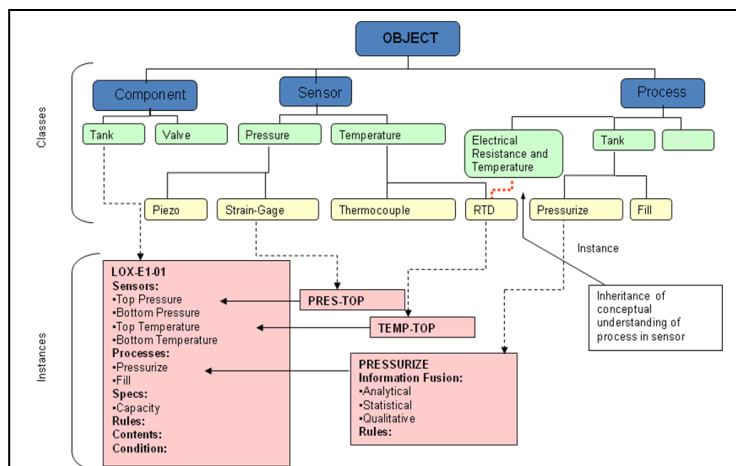 OBJECT
Component
Sensor
Process
Classes
Tank
Valve
Pressure
Temperature
Electrical
Resistance and
Temperature
Tank
Piezo
Strain-Gage
Thermocouple
RTD
Pressurize
Fill
Instance
Inheritance of
conceptual
understanding of
process in sensor
Instances
LOX-E1-01
Sensors:
•Top Pressure
•Bottom Pressure
•Top Temperature
•Bottom Temperature
Processes:
•Pressurize
•Fill
Specs:
•Capacity
Rules:
Contents:
Condition:
PRES-TOP
TEMP-TOP
PRESSURIZE
Information Fusion:
•Analytical
•Statistical
•Qualitative
Rules: